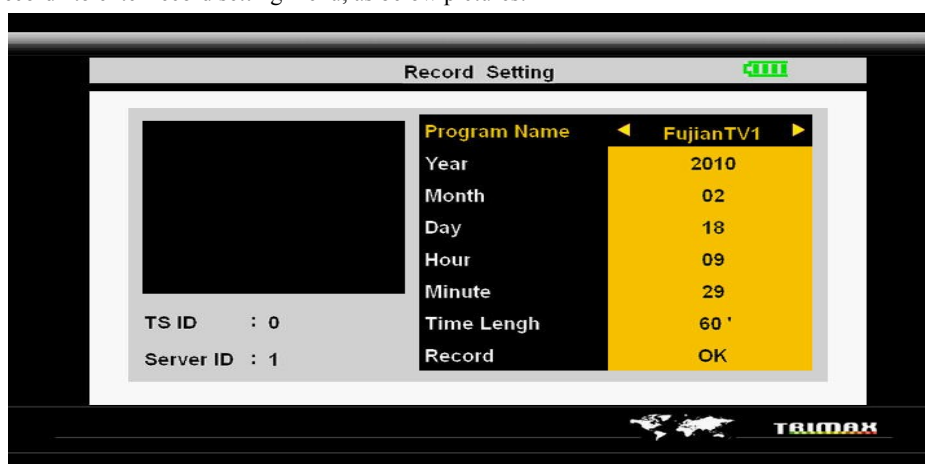 Record Setting
Program Name ◄ FujianTV1 ►
Year 2010
Month 02
Day 18
Hour 09
Minute 29
Time Lengh 60 '
Record OK
TS ID : 0
Server ID : 1
TRIMAX